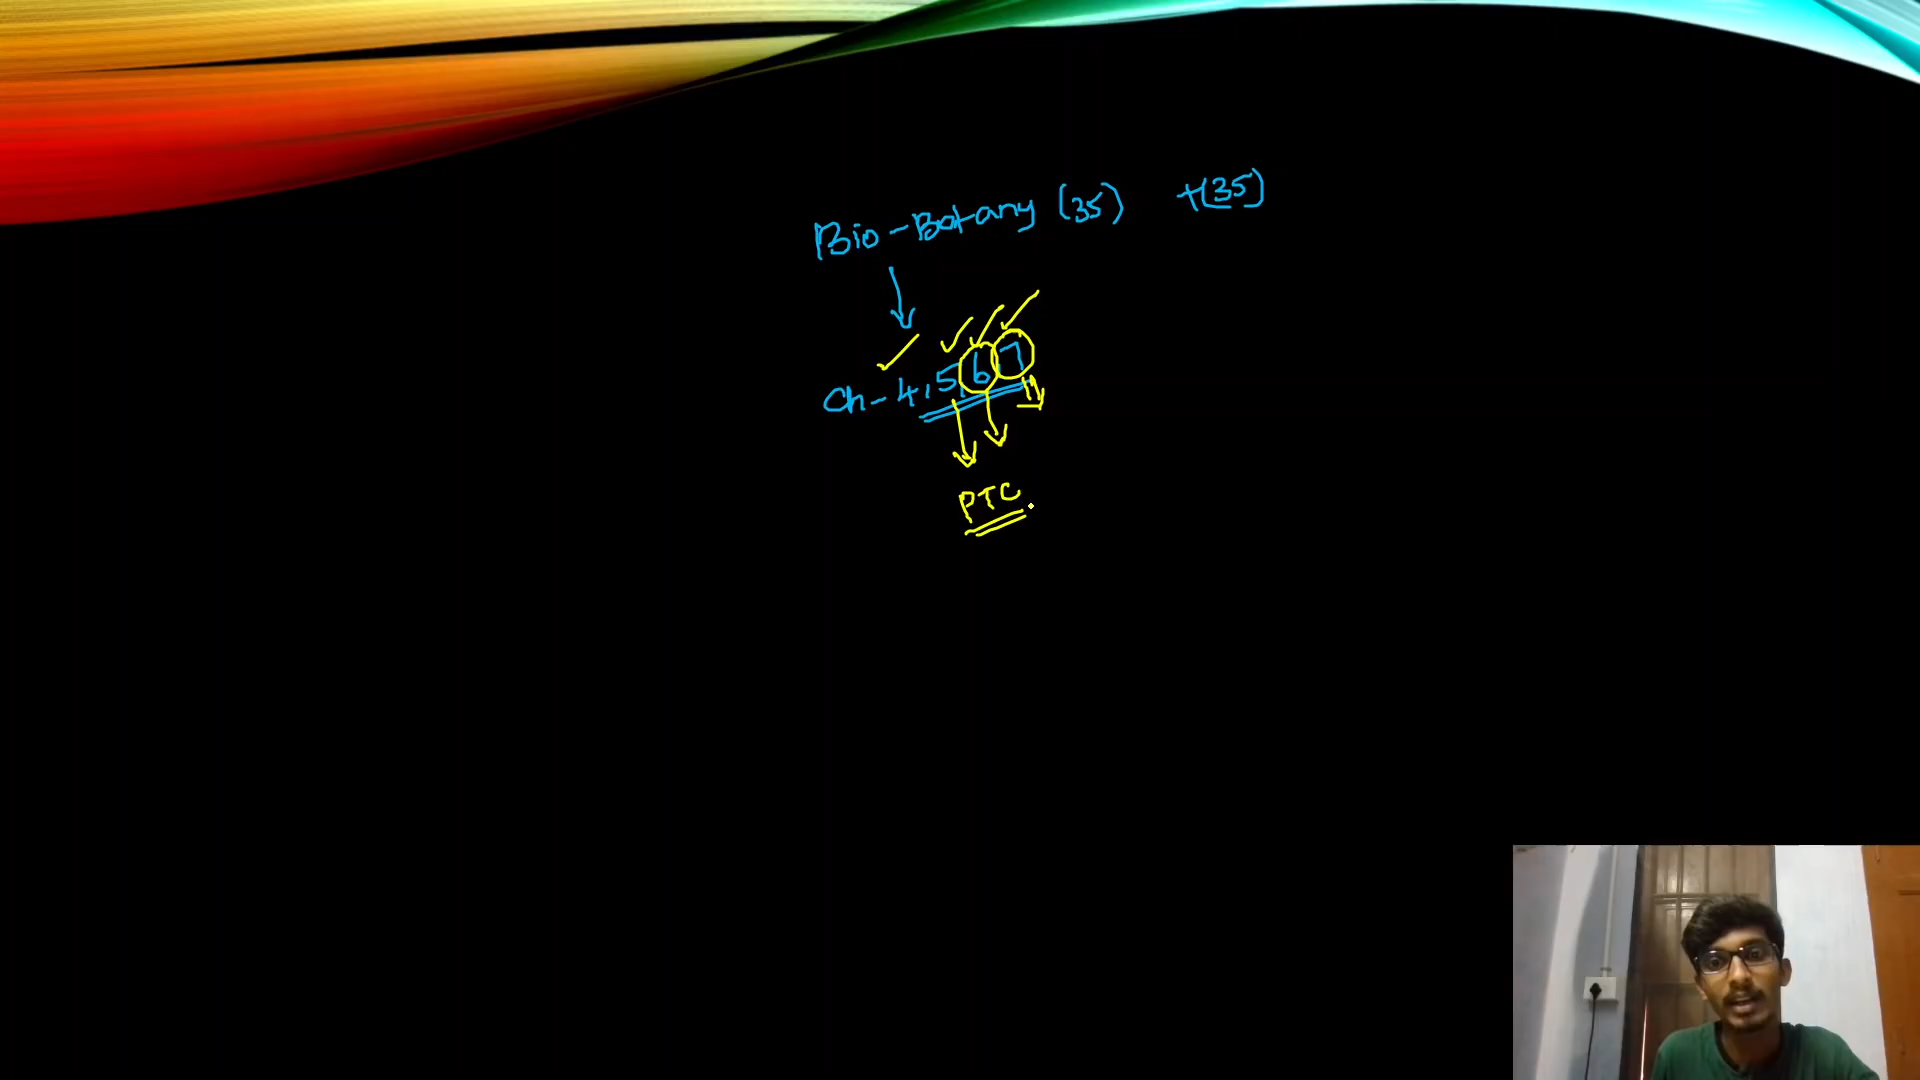 Bio-Botany (35) +(35)
Ch-4,5,6,7
PTC